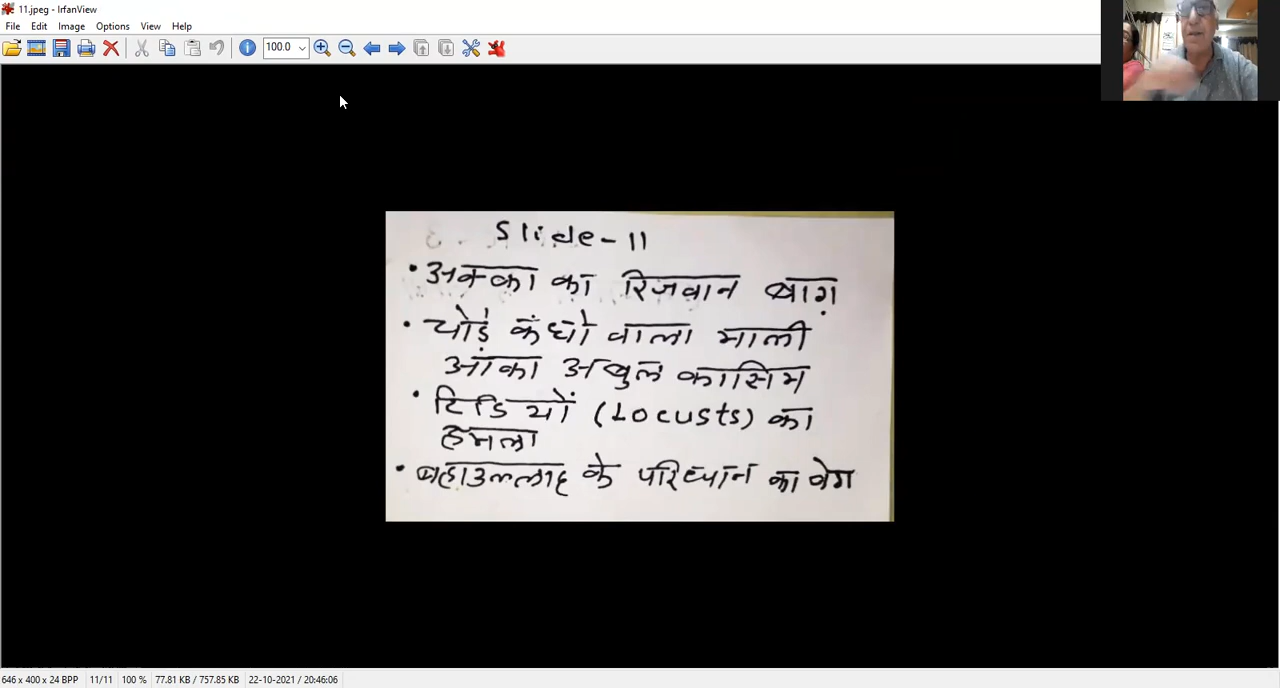 11.jpeg - IrfanView
File Edit Image Options View Help
100.0
Slide-11
• अक्का का रिजवान बाग़
• चोड़े कंधो वाला माली
आका अबुल कासिम
• टिडियों (Locusts) का
हमला
• बहाउल्लाह के परिधान का वेग
646 x 400 x 24 BPP 11/11 100 % 77.81 KB / 757.85 KB 22-10-2021 / 20:46:06